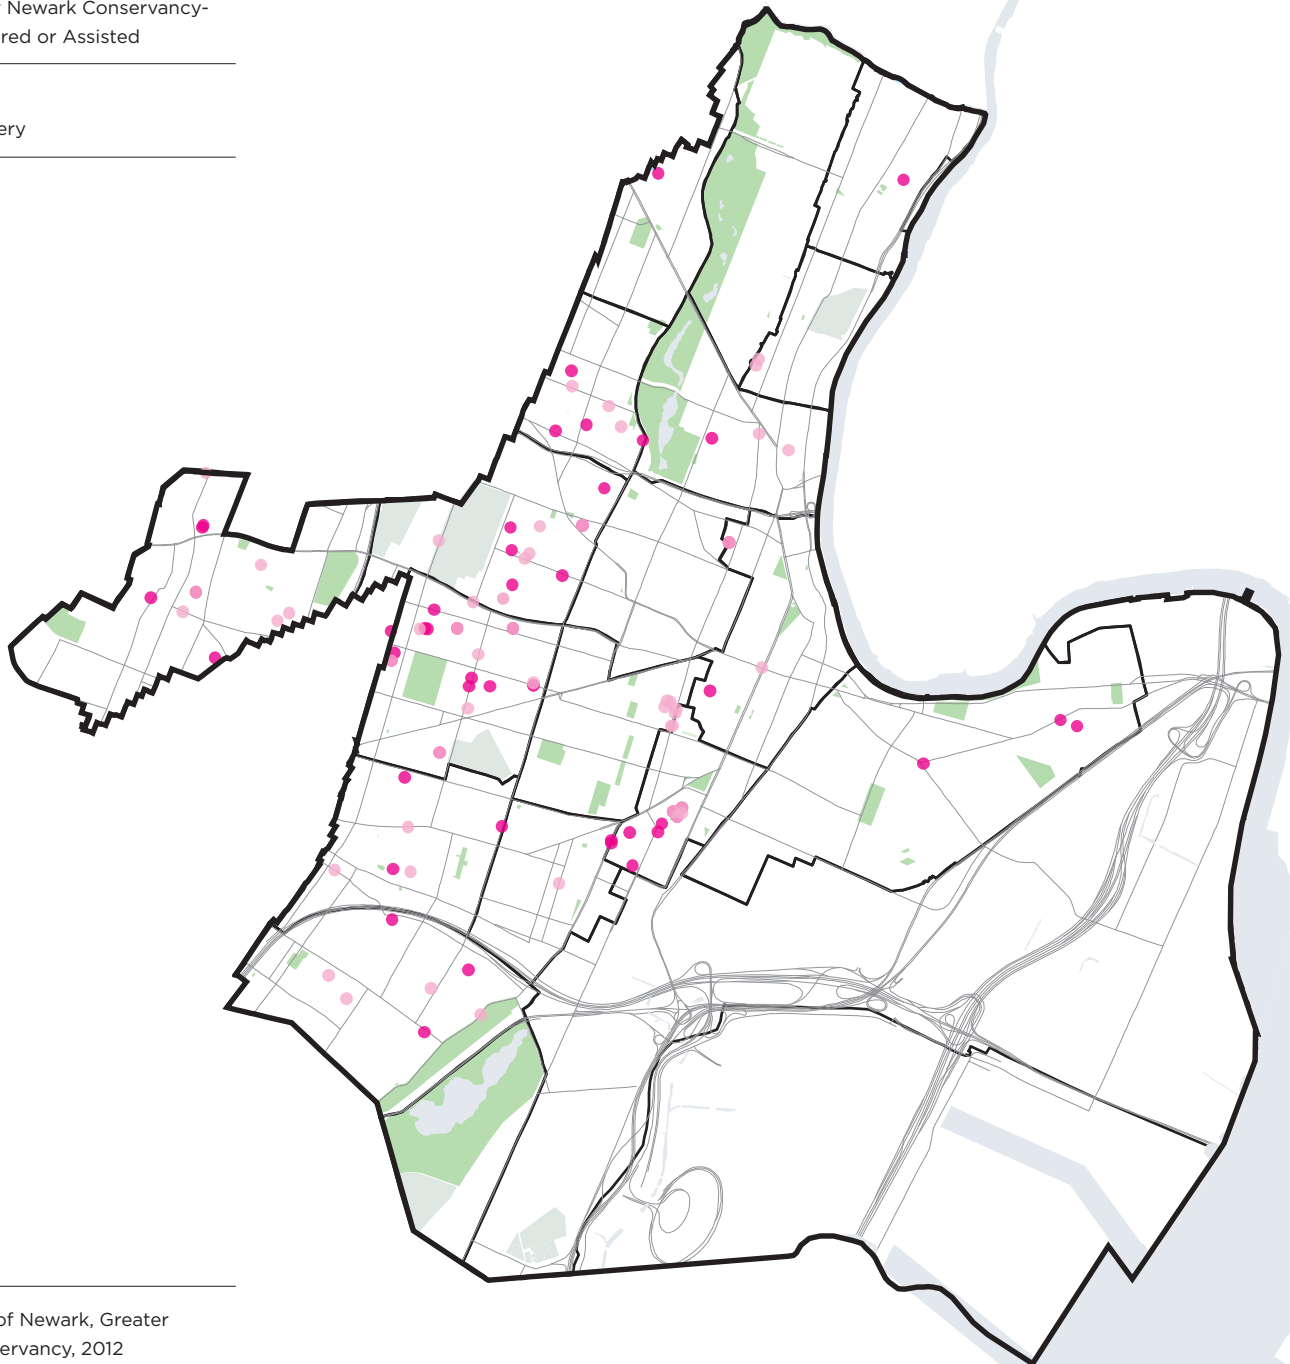 Newark Conservancy-
red or Assisted
ery
of Newark, Greater
ervancy, 2012